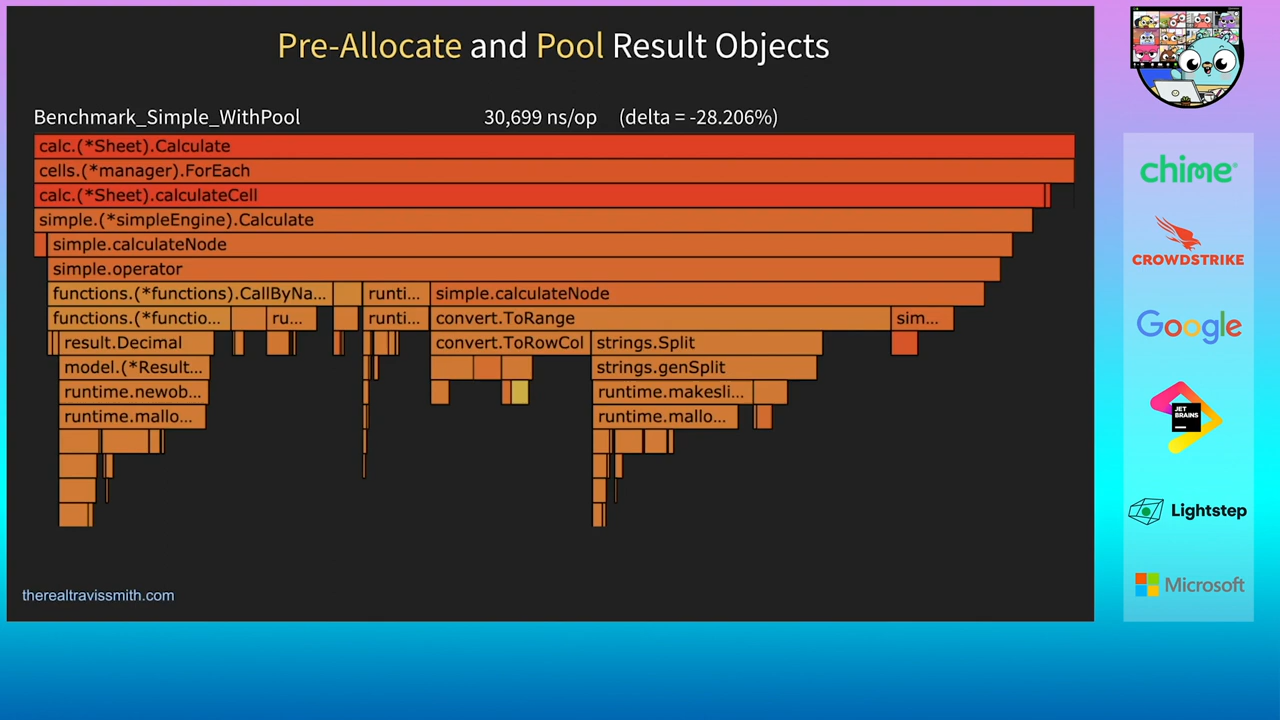 Pre-Allocate and Pool Result Objects
Benchmark_Simple_WithPool 30,699 ns/op (delta = -28.206%)
calc.(*Sheet).Calculate
cells.(*manager).ForEach
calc.(*Sheet).calculateCell
simple.(*simpleEngine).Calculate
simple.calculateNode
simple.operator
functions.(*functions).CallByNa... runti... simple.calculateNode
functions.(*functio... ru... runti... convert.ToRange sim...
result.Decimal convert.ToRowCol strings.Split
model.(*Result... strings.genSplit
runtime.newob... runtime.makesli...
runtime.mallo... runtime.mallo...
therealtravissmith.com
chime®
CROWDSTRIKE
Google
JET
BRAINS
Lightstep
Microsoft